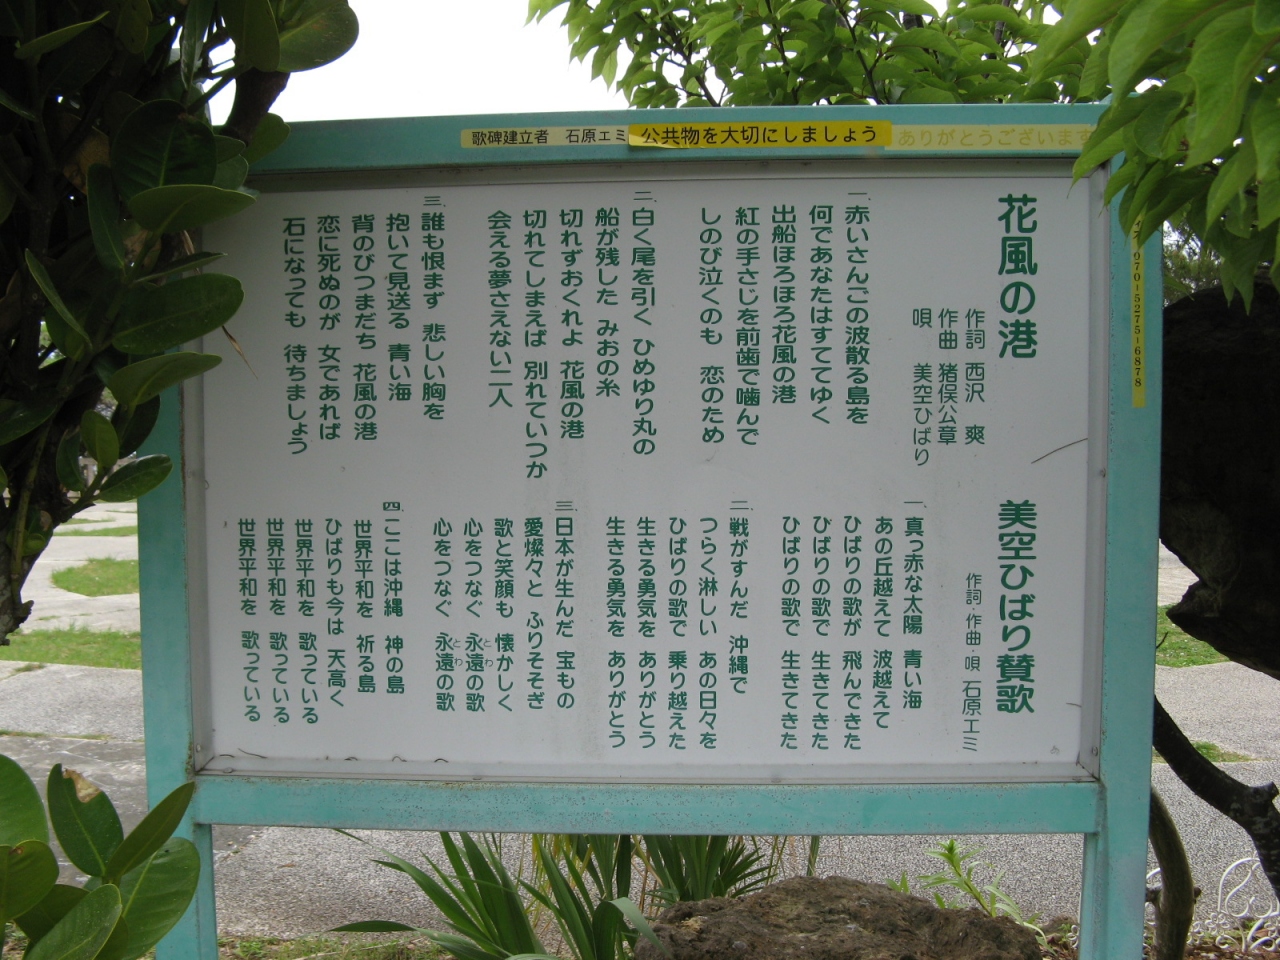 歌碑建立者 石原エミ
公共物を大切にしましょう
ありがとうございます
070-5275-6878
花風の港
作詞 西沢 爽
作曲 猪俣公章
唄 美空ひばり
一、赤いさんごの波散る島を
何であなたはすててゆく
出船ほろほろ花風の港
紅の手さじを前歯で噛んで
しのび泣くのも 恋のため
二、白く尾を引く ひめゆり丸の
船が残した みおの糸
切れずおくれよ 花風の港
切れてしまえば 別れていつか
会える夢さえない二人
三、誰も恨まず 悲しい胸を
抱いて見送る 青い海
背のびつまだち 花風の港
恋に死ぬのが 女であれば
石になっても 待ちましょう
美空ひばり賛歌
作詞・作曲・唄 石原エミ
一、真っ赤な太陽 青い海
あの丘越えて 波越えて
ひばりの歌が 飛んできた
ひばりの歌で 生きてきた
ひばりの歌で 生きてきた
二、戦がすんだ 沖縄で
つらく淋しい あの日々を
ひばりの歌で 乗り越えた
生きる勇気を ありがとう
生きる勇気を ありがとう
三、日本が生んだ 宝もの
愛燦々と ふりそそぎ
歌と笑顔も 懐かしく
心をつなぐ 永遠の歌
とわ
心をつなぐ 永遠の歌
とわ
四、ここは沖縄 神の島
世界平和を 祈る島
ひばりも今は 天高く
世界平和を 歌っている
世界平和を 歌っている
世界平和を 歌っている